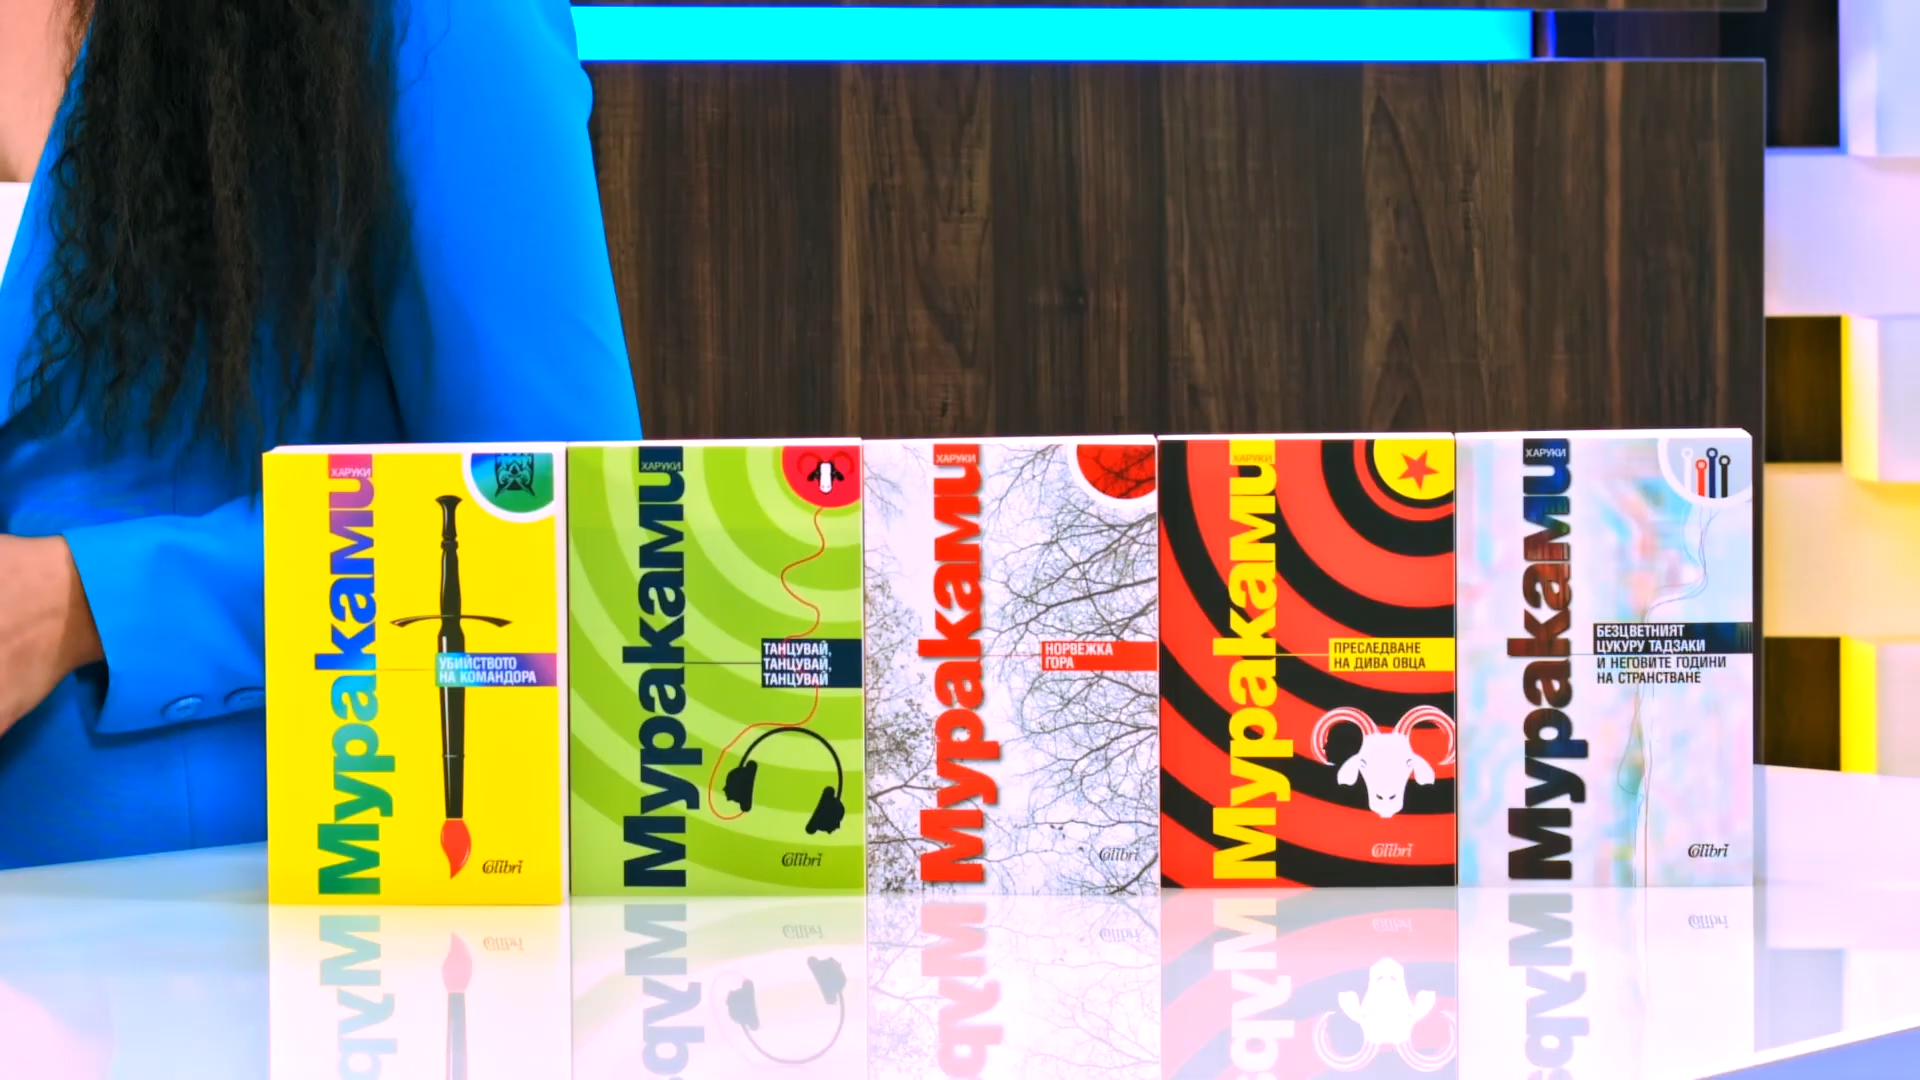 ХАРУКИ
Мураками
УБИЙСТВОТО
НА КОМАНДОРА
Colibri
ХАРУКИ
Мураками
ТАНЦУВАЙ,
ТАНЦУВАЙ,
ТАНЦУВАЙ
Colibri
ХАРУКИ
Мураками
НОРВЕЖКА
ГОРА
Colibri
ХАРУКИ
Мураками
ПРЕСЛЕДВАНЕ
НА ДИВА ОВЦА
Colibri
ХАРУКИ
Мураками
БЕЗЦВЕТНИЯТ
ЦУКУРУ ТАДЗАКИ
И НЕГОВИТЕ ГОДИНИ
НА СТРАНСТВАНЕ
Colibri